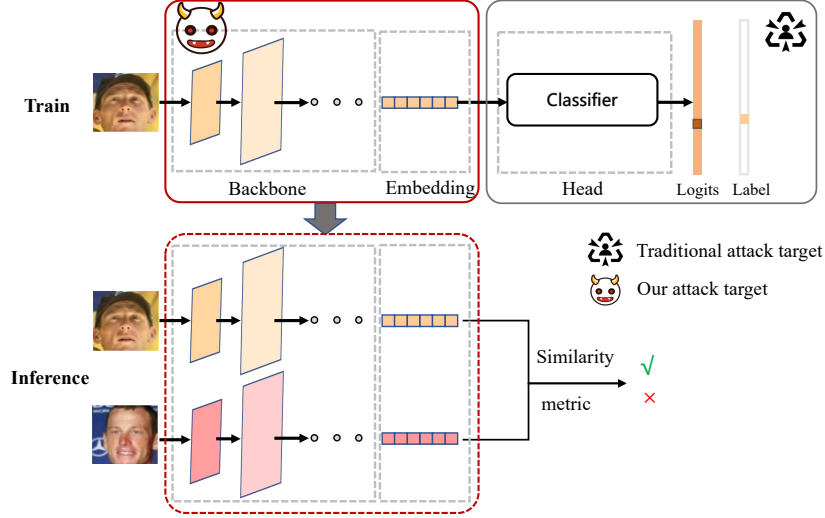 Train
Classifier
Backbone
Embedding
Head
Logits
Label
Traditional attack target
Our attack target
Inference
Similarity
metric
√
×